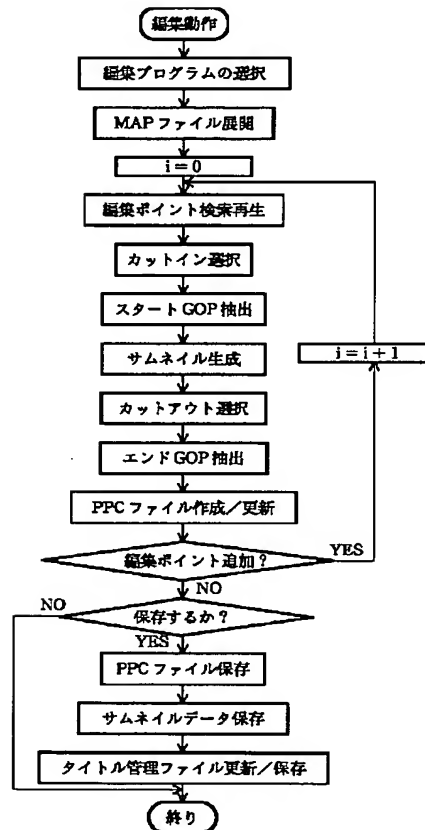 編集動作
編集プログラムの選択
MAPファイル展開
i=0
編集ポイント検索再生
カットイン選択
スタートGOP抽出
サムネイル生成
i=i+1
カットアウト選択
エンドGOP抽出
PPCファイル作成／更新
編集ポイント追加？
YES
NO
保存するか？
NO
YES
PPCファイル保存
サムネイルデータ保存
タイトル管理ファイル更新／保存
終り